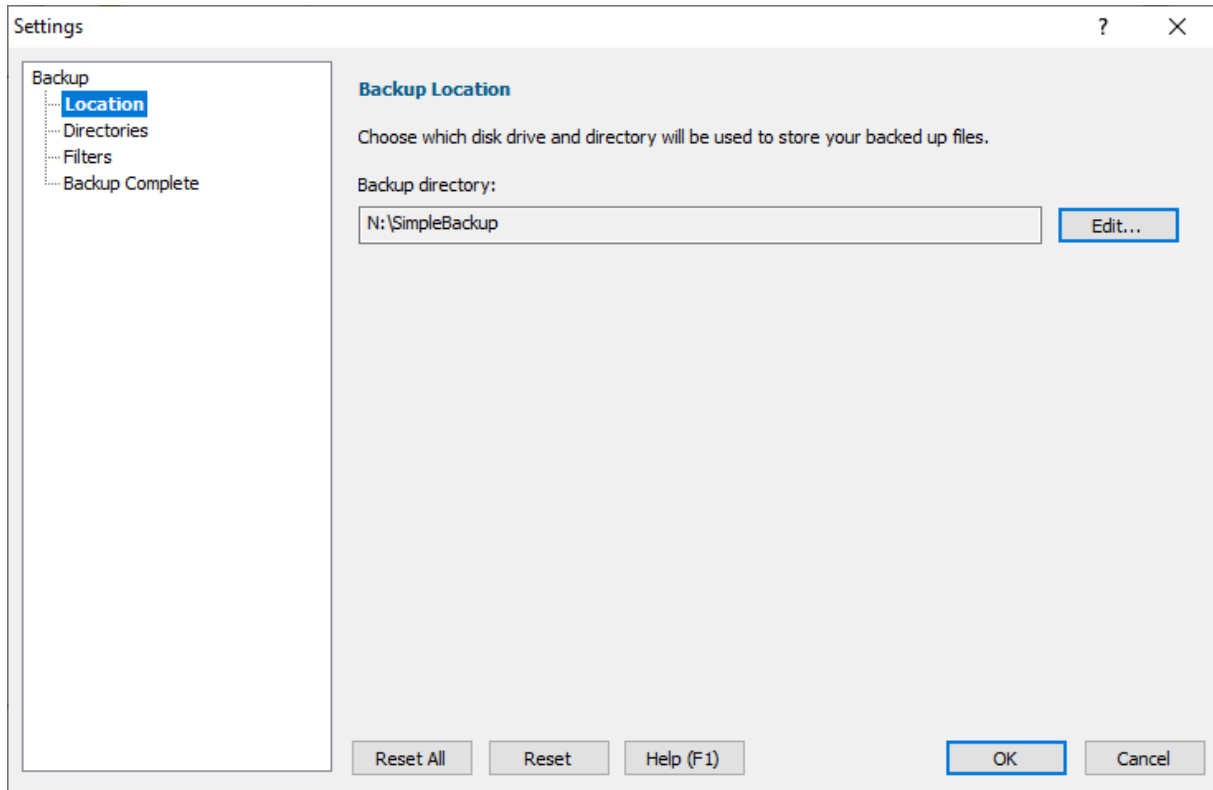 Settings
?
Backup
Location
Directories
Filters
Backup Complete
Backup Location
Choose which disk drive and directory will be used to store your backed up files.
Backup directory:
N:\SimpleBackup
Edit...
Reset All
Reset
Help (F1)
OK
Cancel